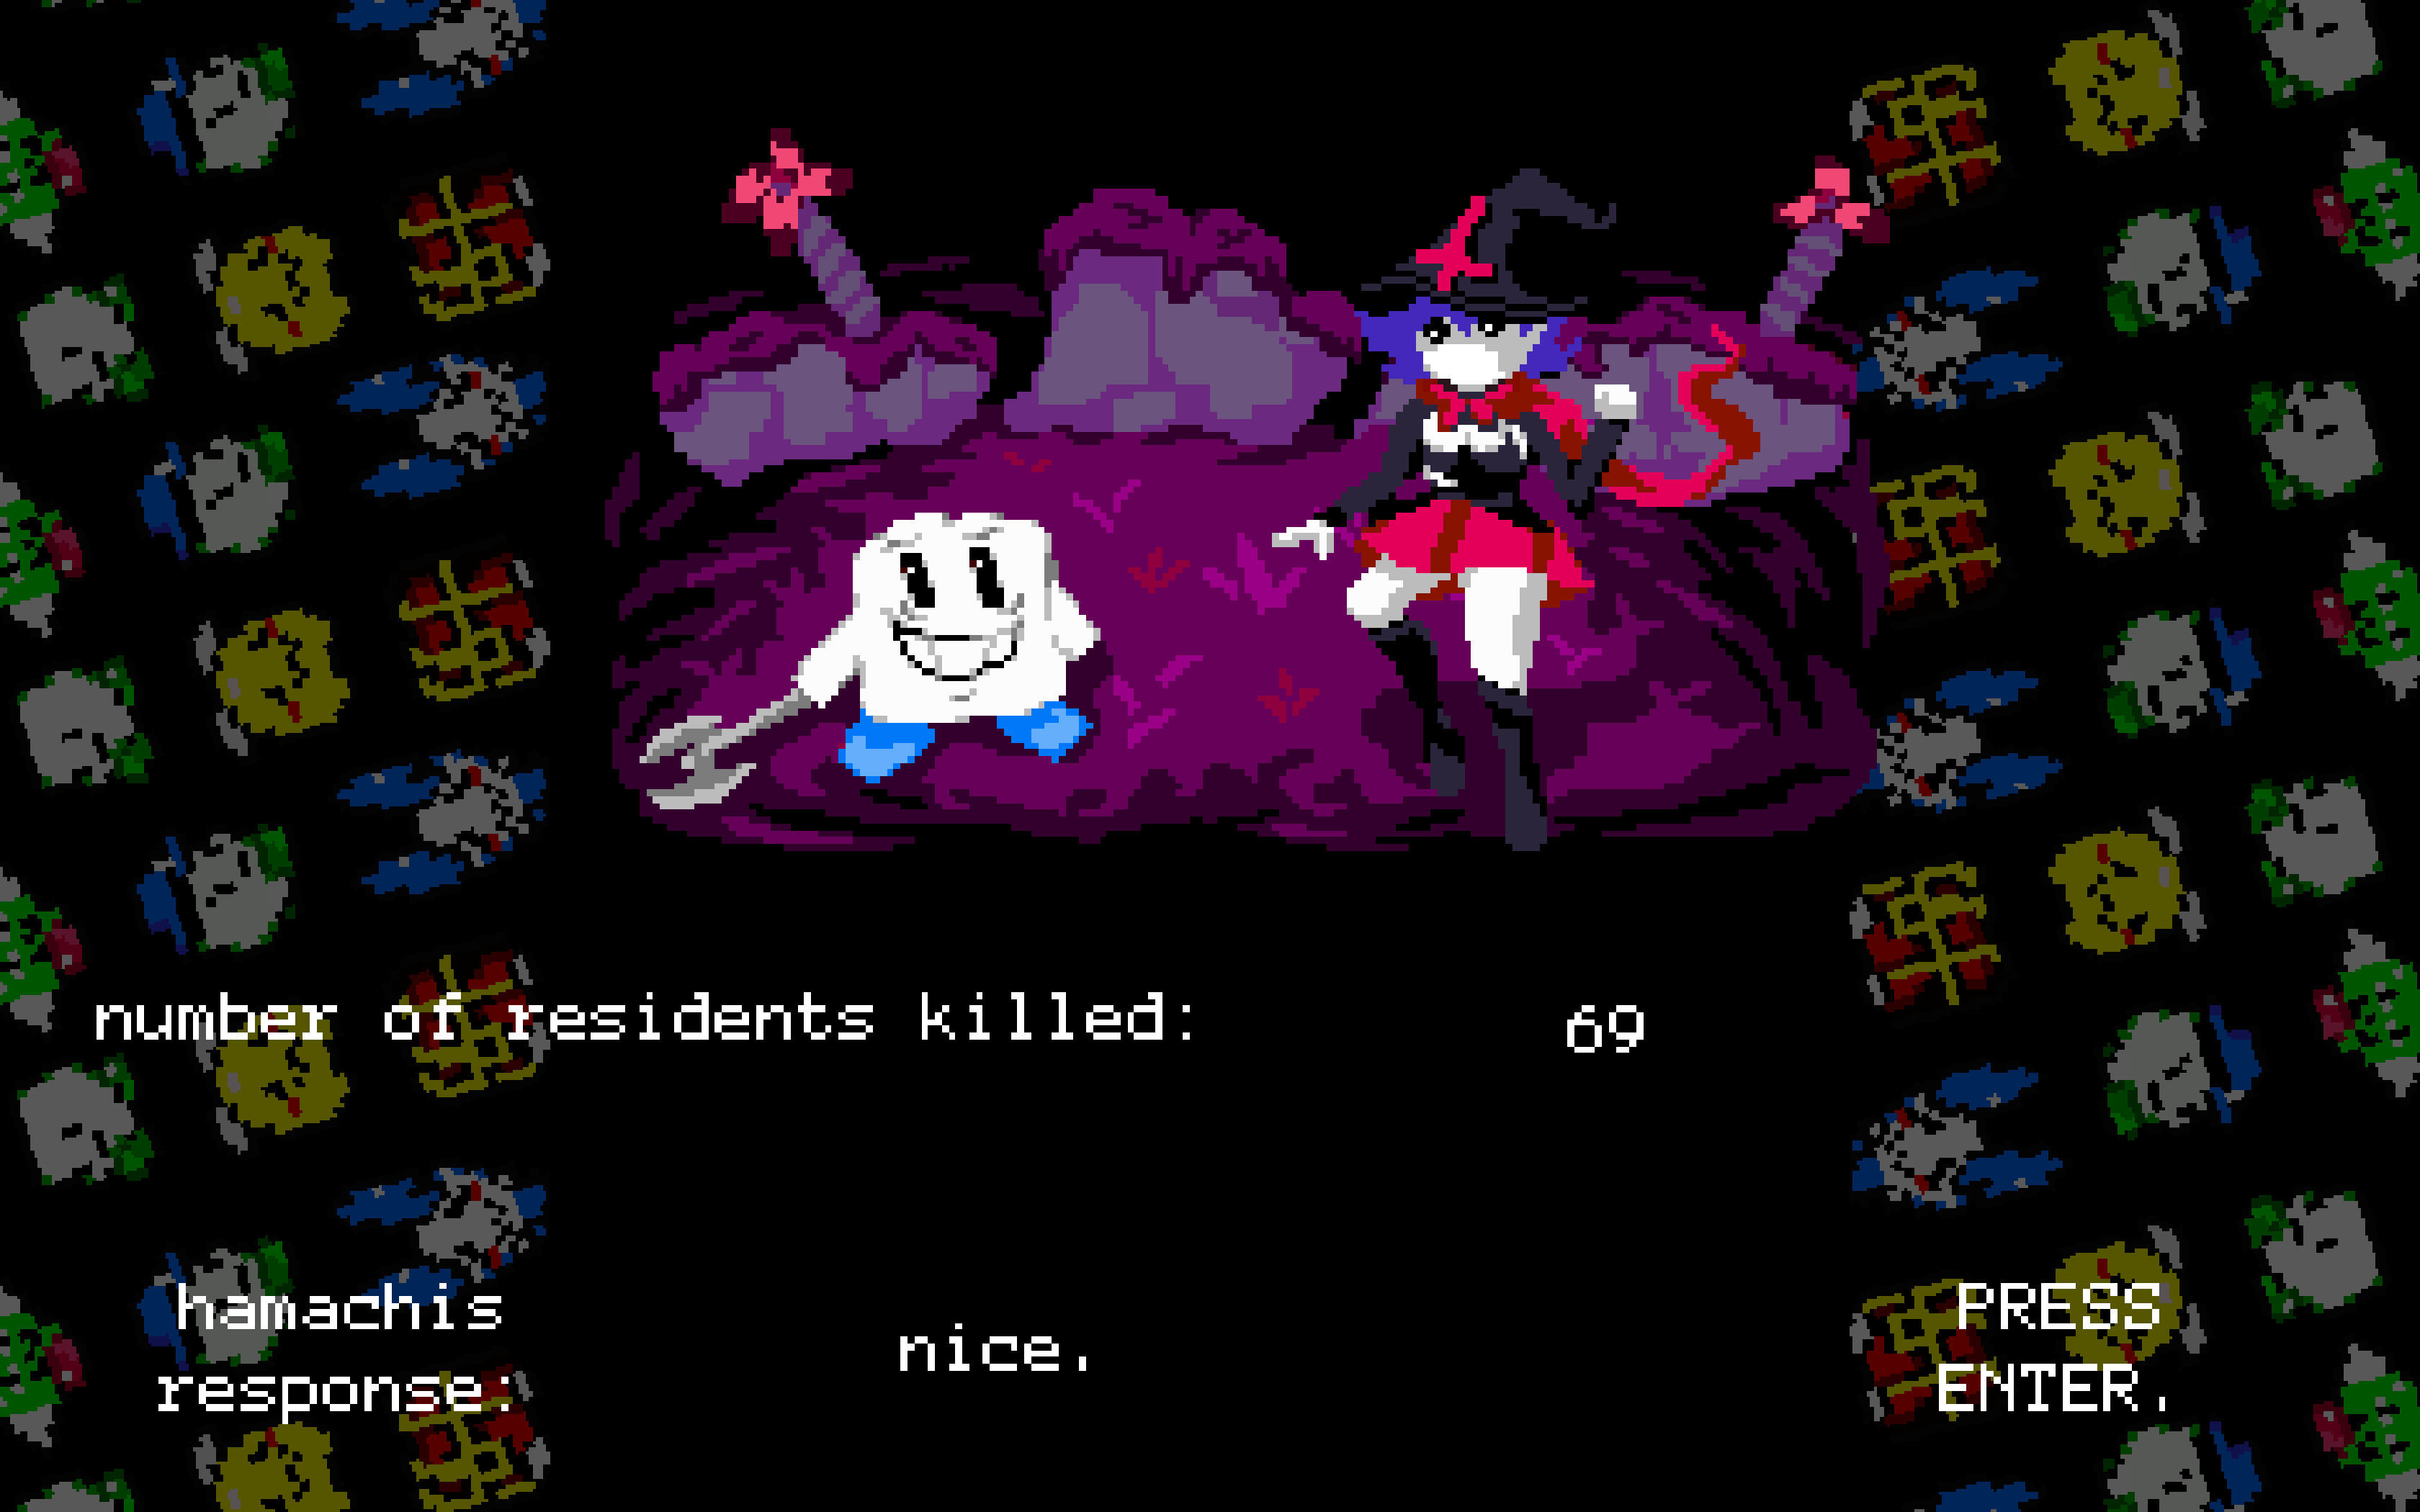 number of residents killed: 69
hamachis
response:
nice.
PRESS
ENTER.